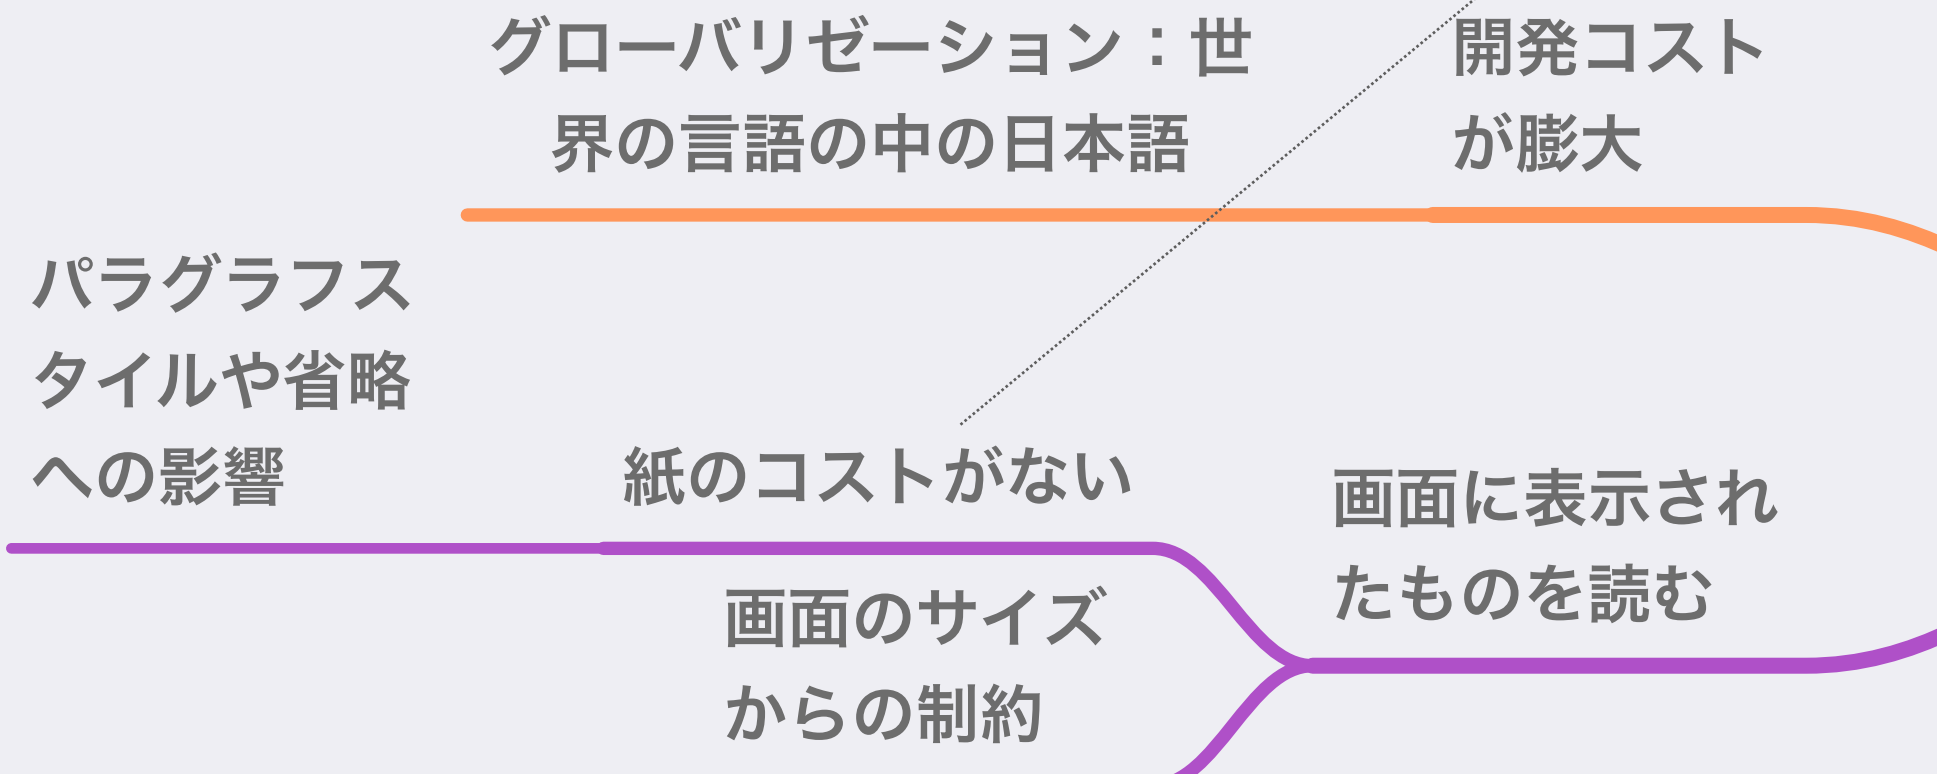 グローバリゼーション：世
界の言語の中の日本語
開発コスト
が膨大
パラグラフス
タイルや省略
への影響
紙のコストがない
画面に表示され
たものを読む
画面のサイズ
からの制約